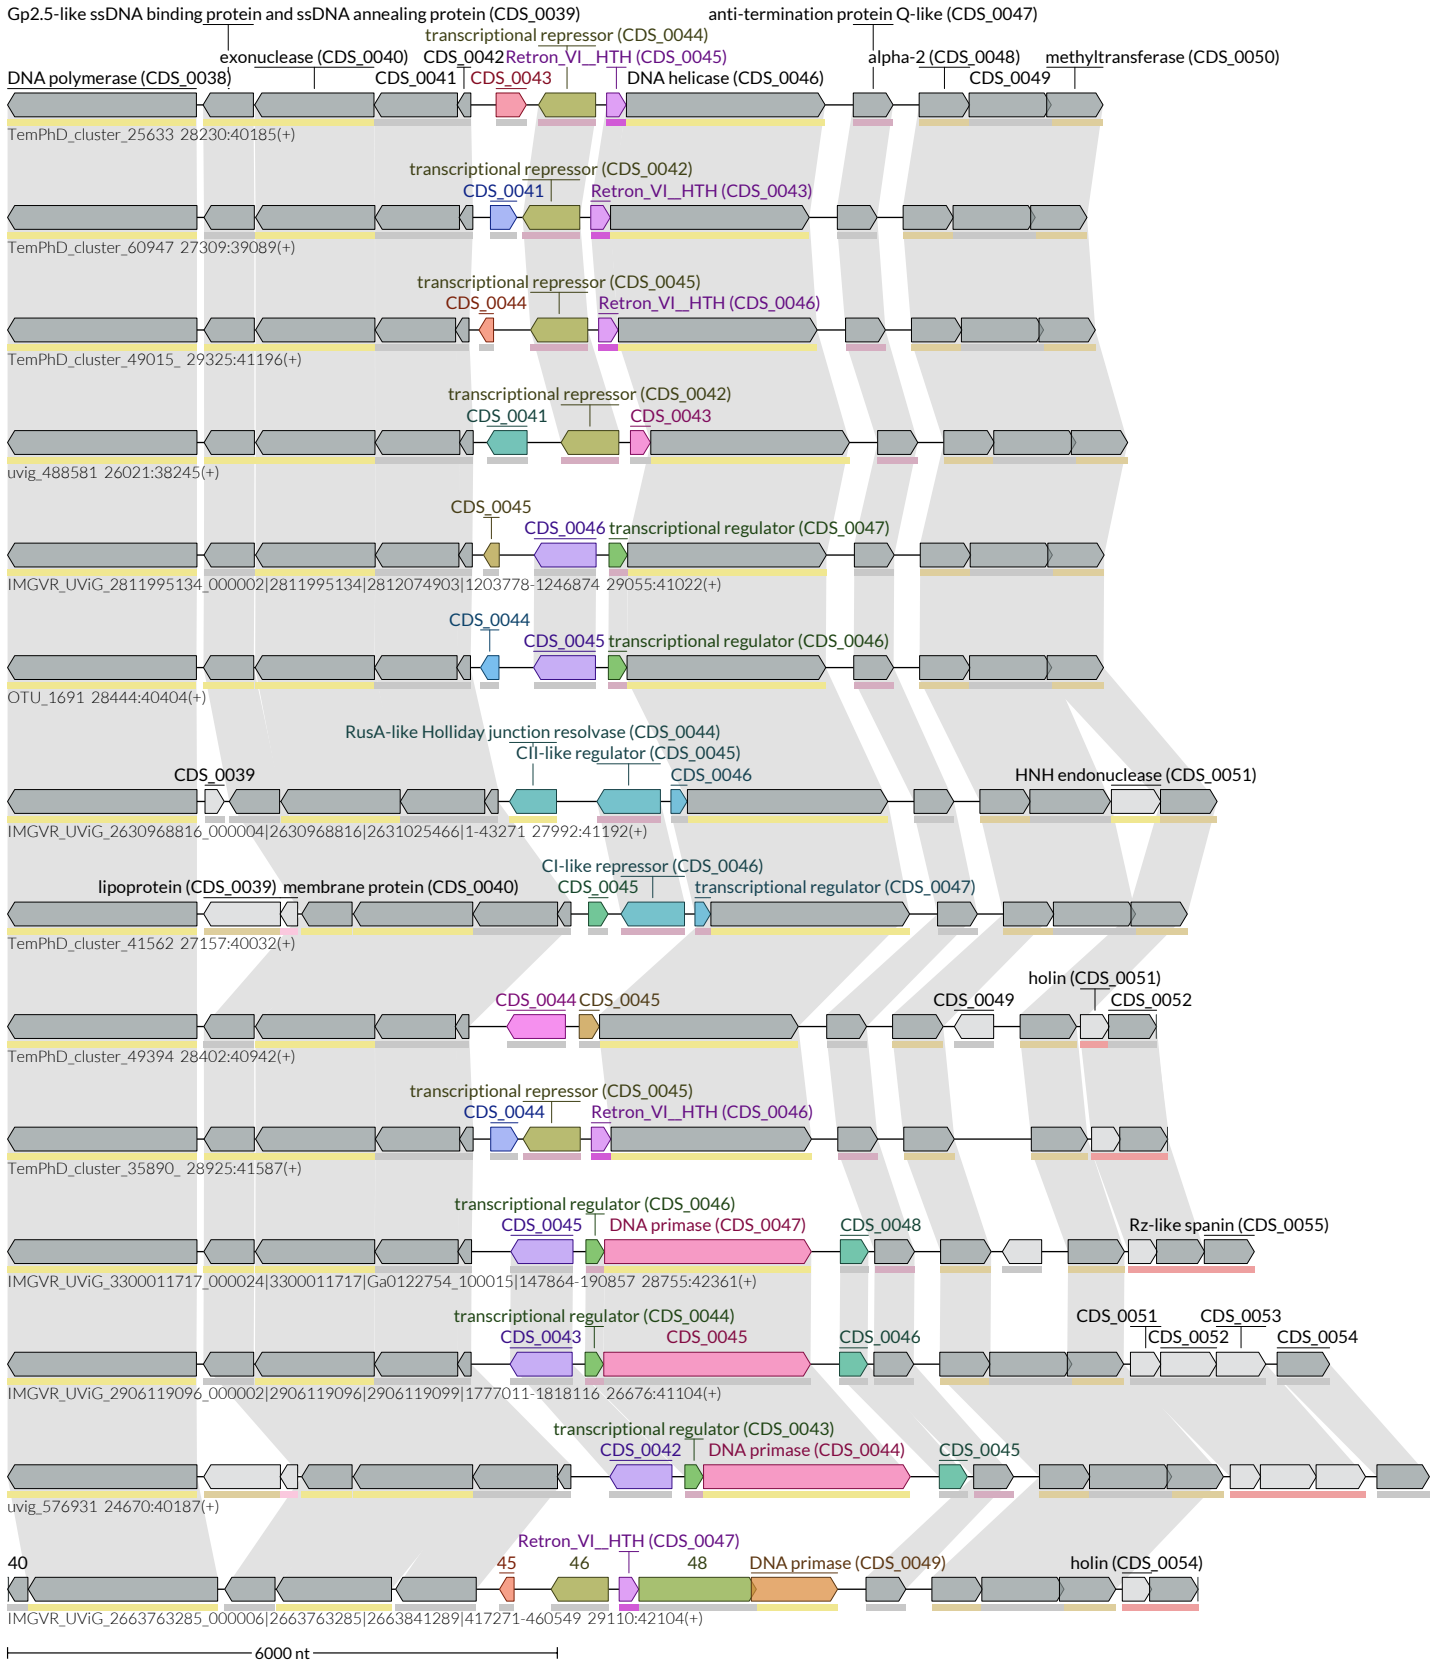 Gp2.5-like ssDNA binding protein and ssDNA annealing protein (CDS_0039) anti-termination protein Q-like (CDS_0047)
transcriptional repressor (CDS_0044)
exonuclease (CDS_0040) CDS_0042 Retron_VI__HTH (CDS_0045) alpha-2 (CDS_0048) methyltransferase (CDS_0050)
DNA polymerase (CDS_0038) CDS_0041 CDS_0043 DNA helicase (CDS_0046) CDS_0049
TemPhD_cluster_25633 28230:40185(+)
transcriptional repressor (CDS_0042)
CDS_0041 Retron_VI__HTH (CDS_0043)
TemPhD_cluster_60947 27309:39089(+)
transcriptional repressor (CDS_0045)
CDS_0044 Retron_VI__HTH (CDS_0046)
TemPhD_cluster_49015_ 29325:41196(+)
transcriptional repressor (CDS_0042)
CDS_0041 CDS_0043
uvig_488581 26021:38245(+)
CDS_0045
CDS_0046 transcriptional regulator (CDS_0047)
IMGVR_UViG_2811995134_000002|2811995134|2812074903|1203778-1246874 29055:41022(+)
CDS_0044
CDS_0045 transcriptional regulator (CDS_0046)
OTU_1691 28444:40404(+)
RusA-like Holliday junction resolvase (CDS_0044)
CII-like regulator (CDS_0045)
CDS_0039 CDS_0046 HNH endonuclease (CDS_0051)
IMGVR_UViG_2630968816_000004|2630968816|2631025466|1-43271 27992:41192(+)
CI-like repressor (CDS_0046)
lipoprotein (CDS_0039) membrane protein (CDS_0040) CDS_0045 transcriptional regulator (CDS_0047)
TemPhD_cluster_41562 27157:40032(+)
holin (CDS_0051)
CDS_0044 CDS_0045 CDS_0049 CDS_0052
TemPhD_cluster_49394 28402:40942(+)
transcriptional repressor (CDS_0045)
CDS_0044 Retron_VI__HTH (CDS_0046)
TemPhD_cluster_35890_ 28925:41587(+)
transcriptional regulator (CDS_0046)
CDS_0045 DNA primase (CDS_0047) CDS_0048 Rz-like spanin (CDS_0055)
IMGVR_UViG_3300011717_000024|3300011717|Ga0122754_100015|147864-190857 28755:42361(+)
transcriptional regulator (CDS_0044) CDS_0051 CDS_0053
CDS_0043 CDS_0045 CDS_0046 CDS_0052 CDS_0054
IMGVR_UViG_2906119096_000002|2906119096|2906119099|1777011-1818116 26676:41104(+)
transcriptional regulator (CDS_0043)
CDS_0042 DNA primase (CDS_0044) CDS_0045
uvig_576931 24670:40187(+)
Retron_VI__HTH (CDS_0047)
40 45 46 48 DNA primase (CDS_0049) holin (CDS_0054)
IMGVR_UViG_2663763285_000006|2663763285|2663841289|417271-460549 29110:42104(+)
6000 nt